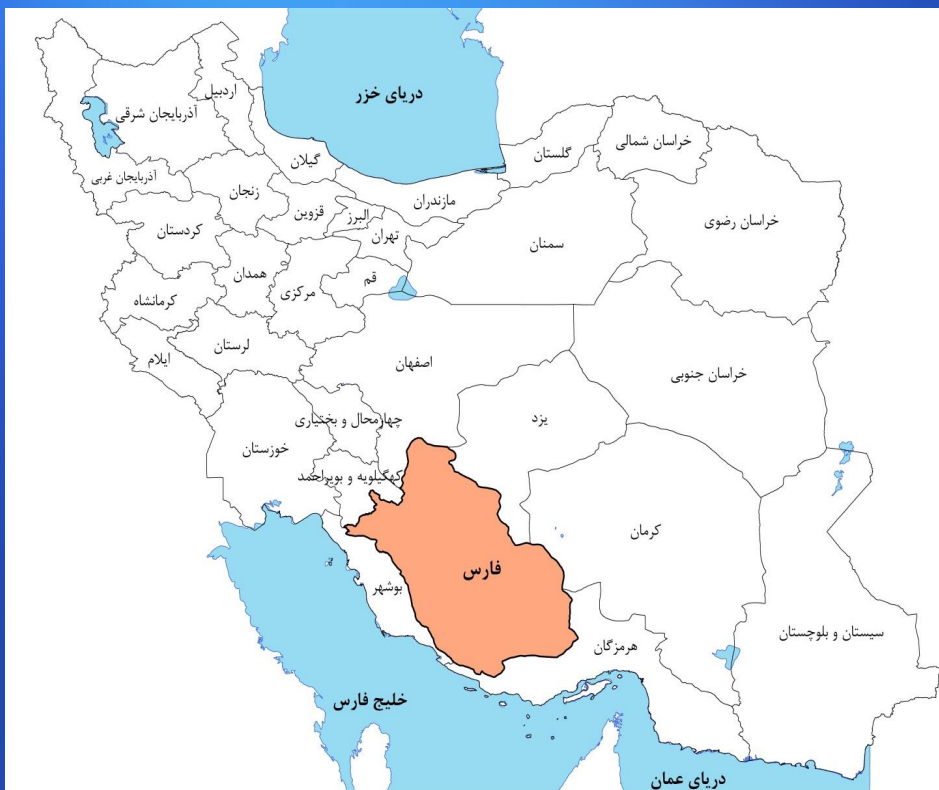 دریای خزر
اردبیل
آذربایجان شرقی
گلستان
خراسان شمالی
گیلان
آذربایجان غربی
زنجان
مازندران
قزوین
البرز
خراسان رضوی
کردستان
تهران
سمنان
همدان
قم
مرکزی
کرمانشاه
لرستان
ایلام
اصفهان
خراسان جنوبی
چهارمحال و بختیاری
یزد
خوزستان
کهگیلویه و بویراحمد
کرمان
فارس
بوشهر
سیستان و بلوچستان
هرمزگان
خلیج فارس
دریای عمان